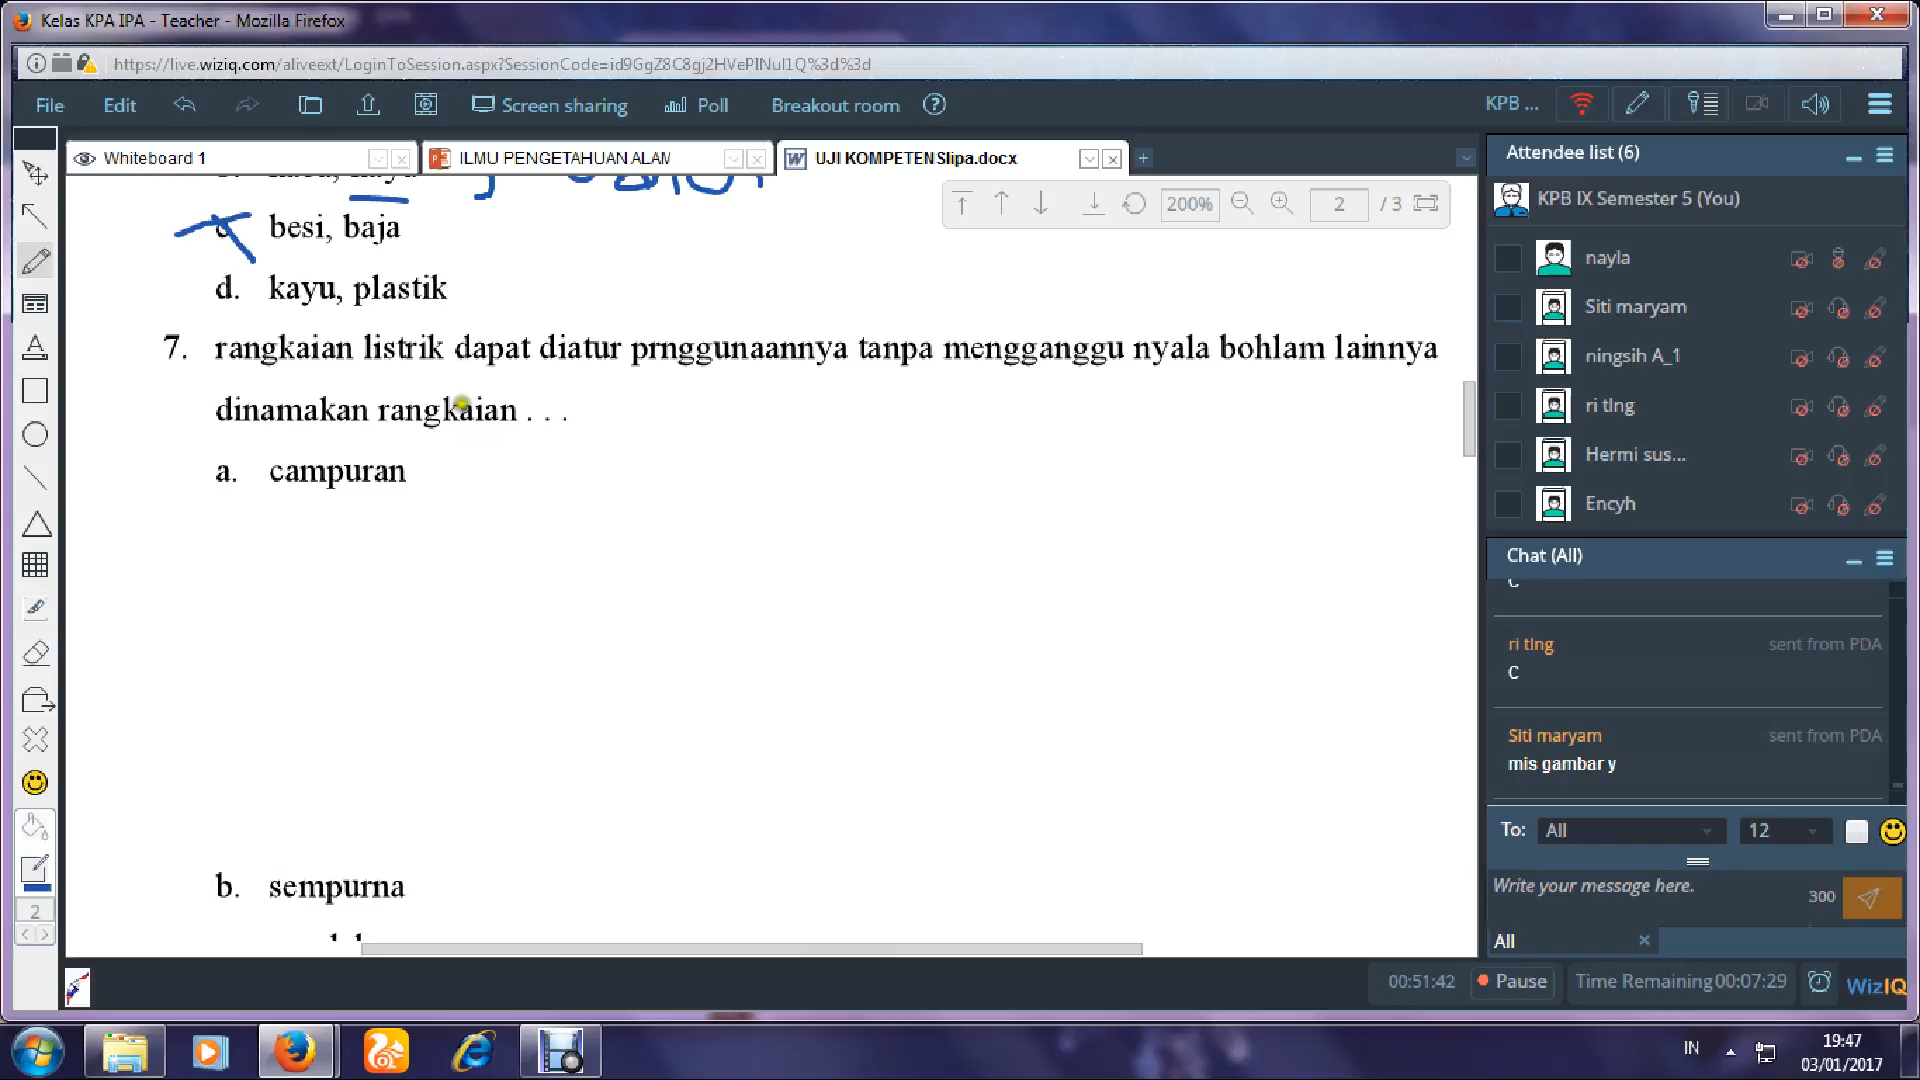 Kelas KPA IPA - Teacher - Mozilla Firefox
https://live.wiziq.com/aliveext/LoginToSession.aspx?SessionCode=id9GgZ8C8gj2HVePINul1Q%3d%3d
File Edit Screen sharing Poll Breakout room KPB ...
Whiteboard 1 ILMU PENGETAHUAN ALAM UJI KOMPETENSIipa.docx
200% 2 / 3
besi, baja
d. kayu, plastik
7. rangkaian listrik dapat diatur prnggunaannya tanpa mengganggu nyala bohlam lainnya
dinamakan rangkaian . . .
a. campuran
b. sempurna
2
Attendee list (6)
KPB IX Semester 5 (You)
nayla
Siti maryam
ningsih A_1
ri tlng
Hermi sus...
Encyh
Chat (All)
C
ri tlng sent from PDA
C
Siti maryam sent from PDA
mis gambar y
To: All 12
Write your message here. 300
All
00:51:42 Pause Time Remaining 00:07:29 WizIQ
IN 19:47
03/01/2017